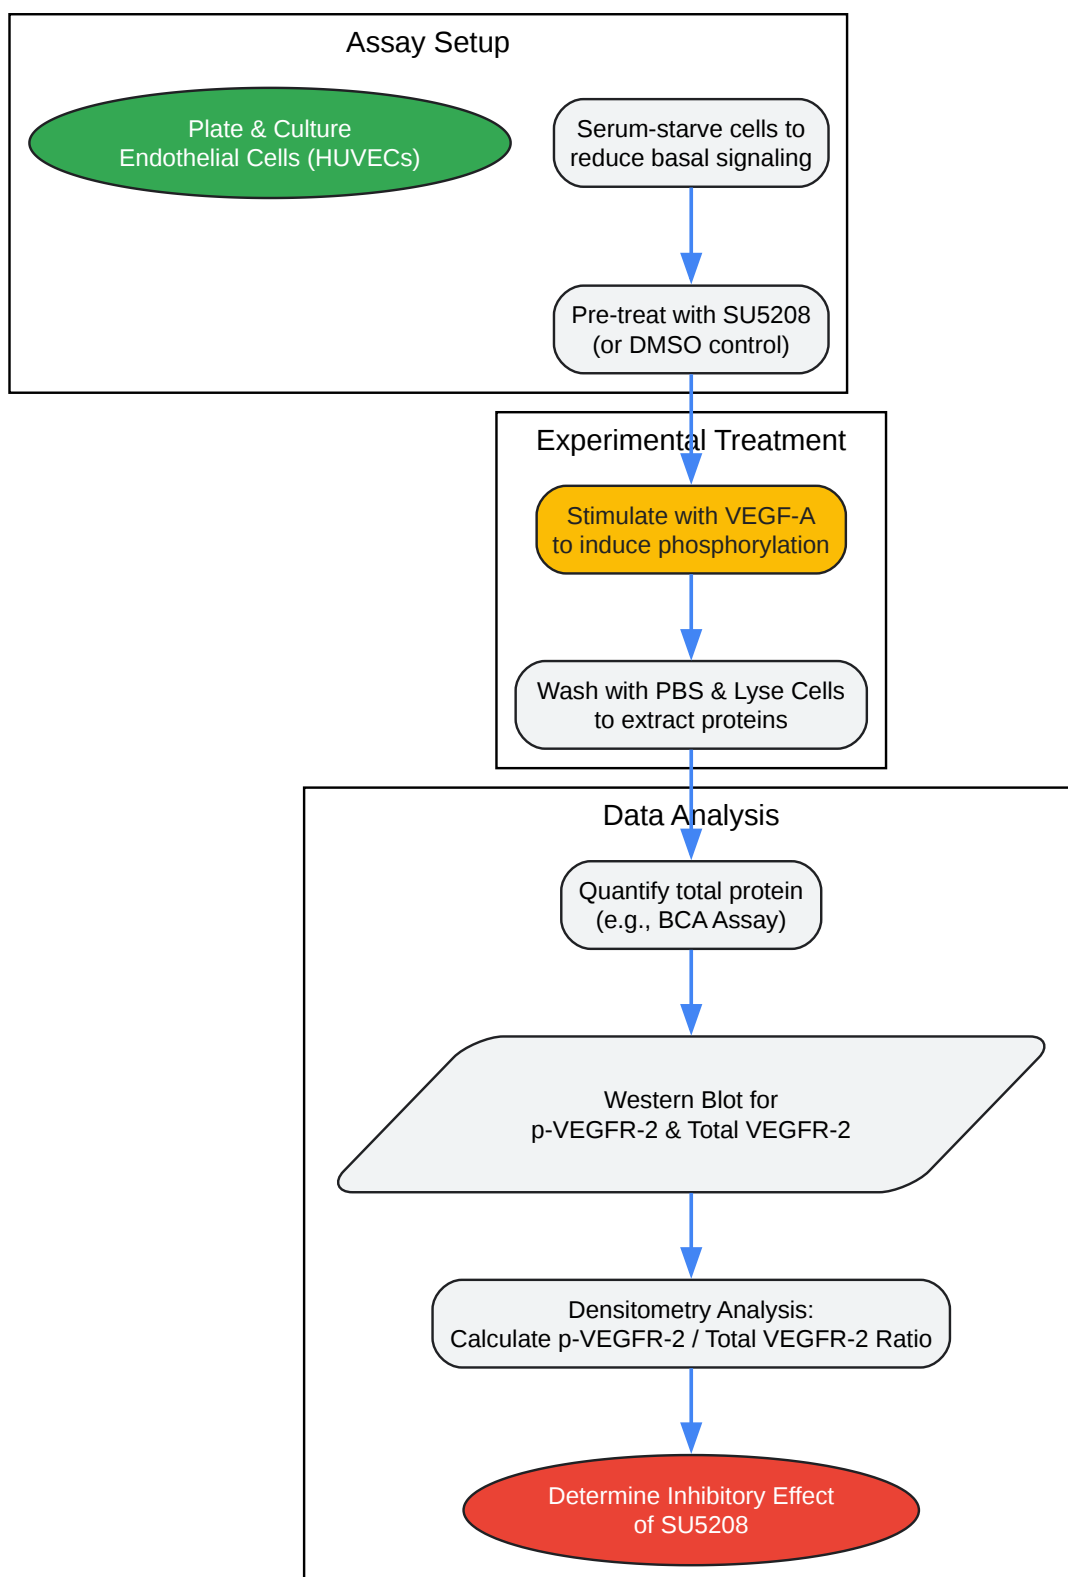 Assay Setup
Plate & Culture
Endothelial Cells (HUVECs)
Serum-starve cells to
reduce basal signaling
Pre-treat with SU5208
(or DMSO control)
Experimental Treatment
Stimulate with VEGF-A
to induce phosphorylation
Wash with PBS & Lyse Cells
to extract proteins
Data Analysis
Quantify total protein
(e.g., BCA Assay)
Western Blot for
p-VEGFR-2 & Total VEGFR-2
Densitometry Analysis:
Calculate p-VEGFR-2 / Total VEGFR-2 Ratio
Determine Inhibitory Effect
of SU5208